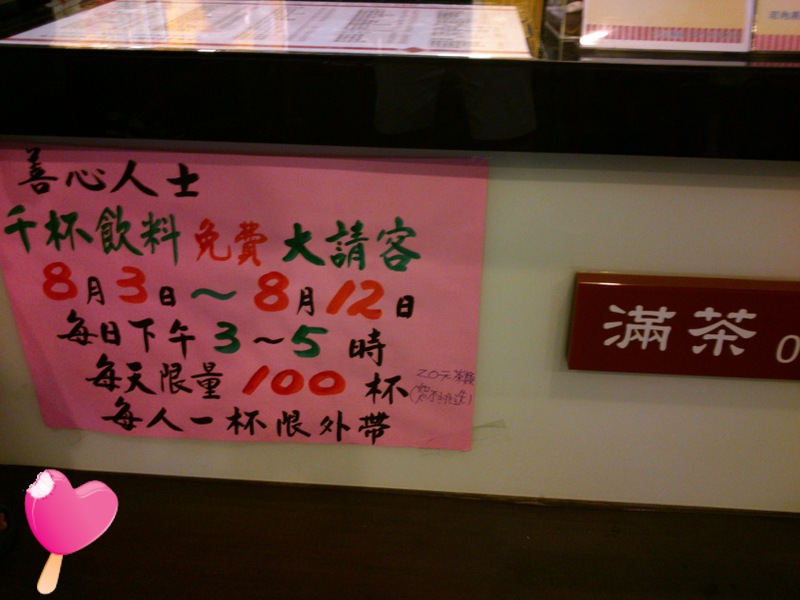 善心人士
千杯飲料免費大請客
8月3日～8月12日
每日下午3～5時
每天限量100杯
每人一杯限外帶
滿茶 0